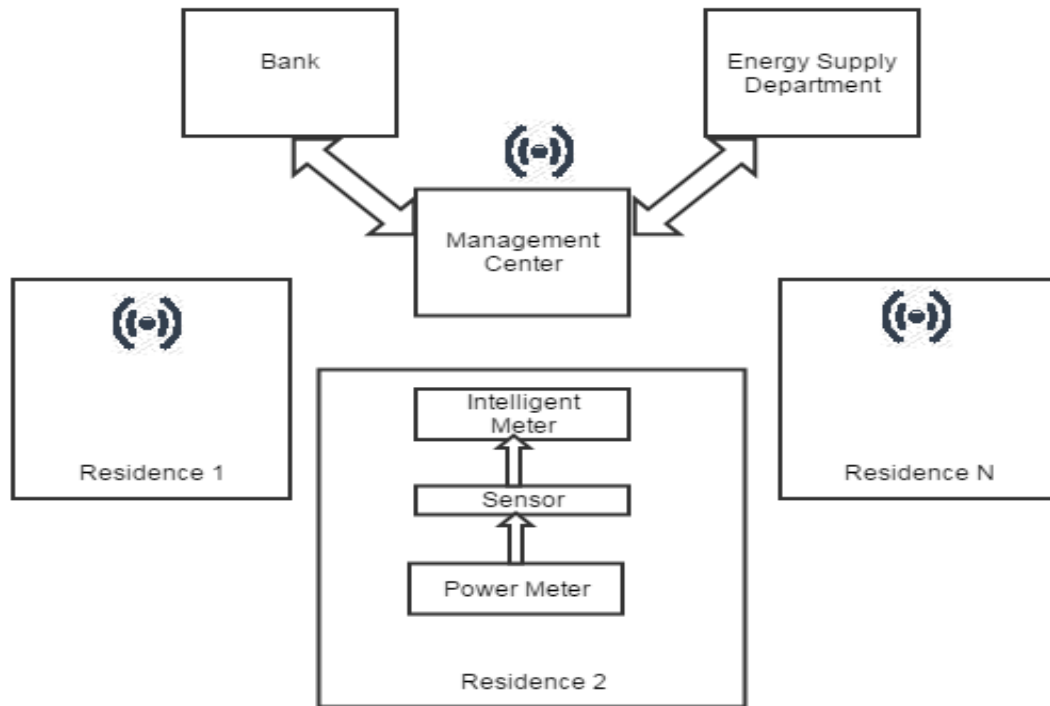 Bank
Energy Supply
Department
Management
Center
Residence 1
Residence N
Intelligent
Meter
Sensor
Power Meter
Residence 2